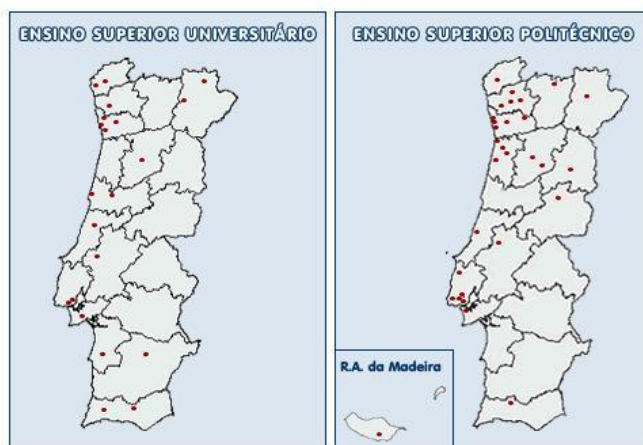 ENSINO SUPERIOR UNIVERSITÁRIO
ENSINO SUPERIOR POLITÉCNICO
R.A. da Madeira